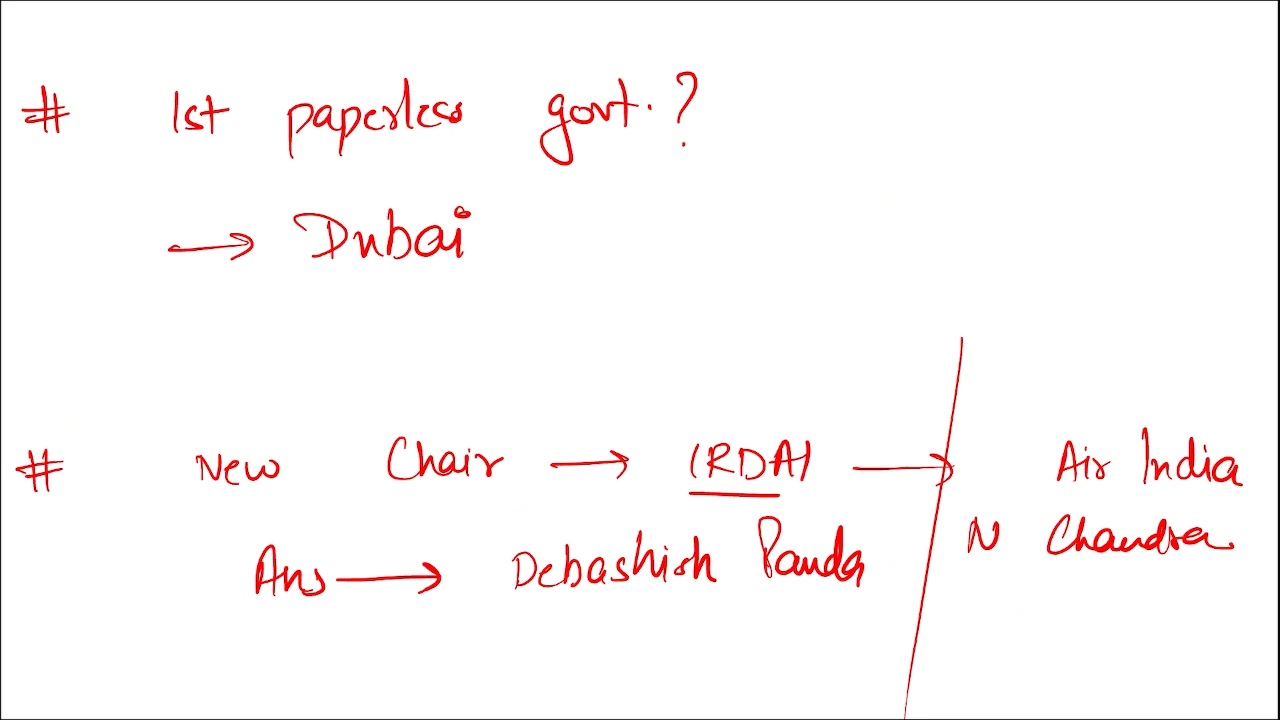 # 1st paperless govt. ?
→ Dubai
# New Chair → IRDAI → Air India
Ans → Debashish Panda
N Chandra